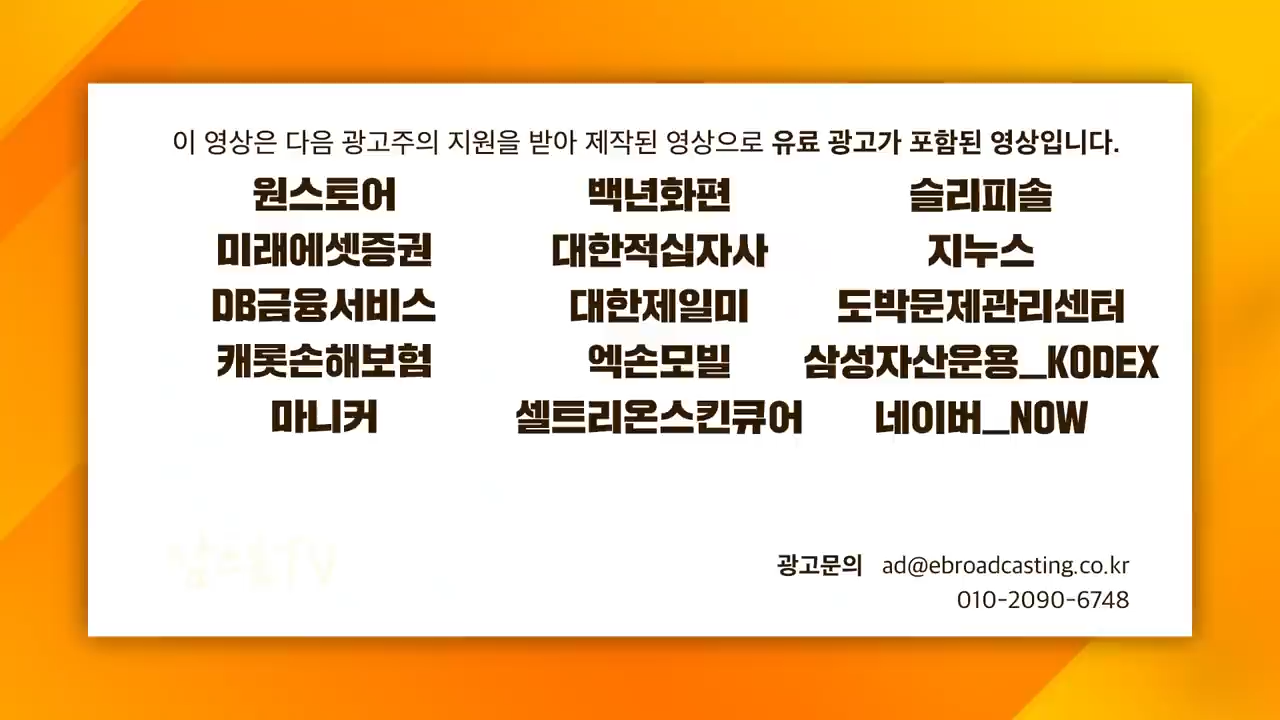 이 영상은 다음 광고주의 지원을 받아 제작된 영상으로 유료 광고가 포함된 영상입니다.
원스토어 백년화편 슬리피솔
미래에셋증권 대한적십자사 지누스
DB금융서비스 대한제일미 도박문제관리센터
캐롯손해보험 엑손모빌 삼성자산운용_KODEX
마니커 셀트리온스킨큐어 네이버_NOW
광고문의 ad@ebroadcasting.co.kr
010-2090-6748